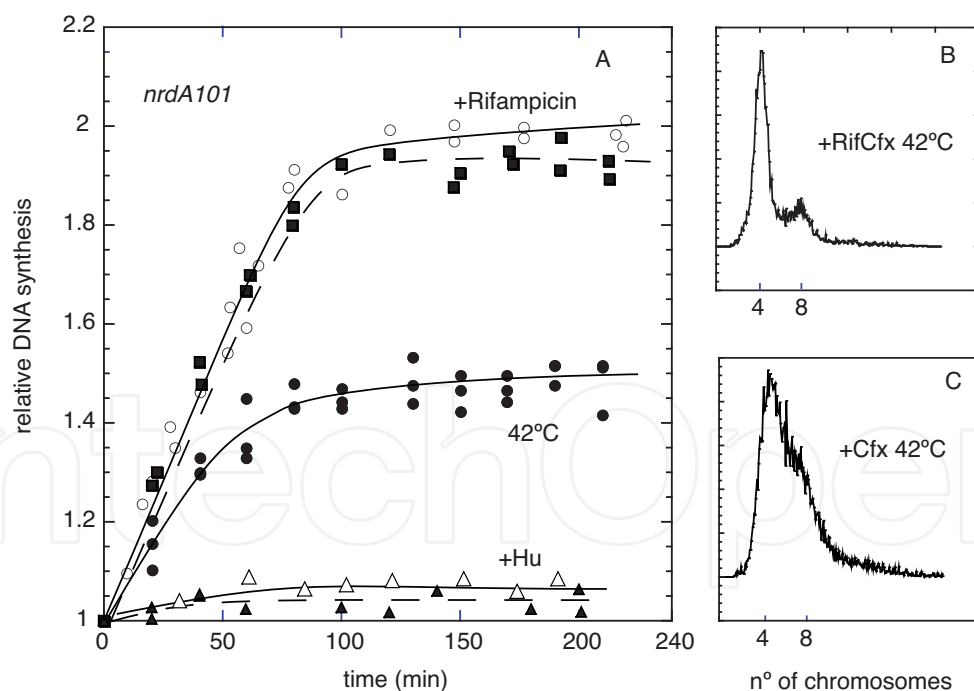 2.2
2
1.8
1.6
1.4
1.2
1
relative DNA synthesis
A
nrdA101
+Rifampicin
42ºC
+Hu
0
50
100
150
200
240
time (min)
B
+RifCfx 42ºC
4
8
C
+Cfx 42ºC
4
8
nº of chromosomes
IntechOpen